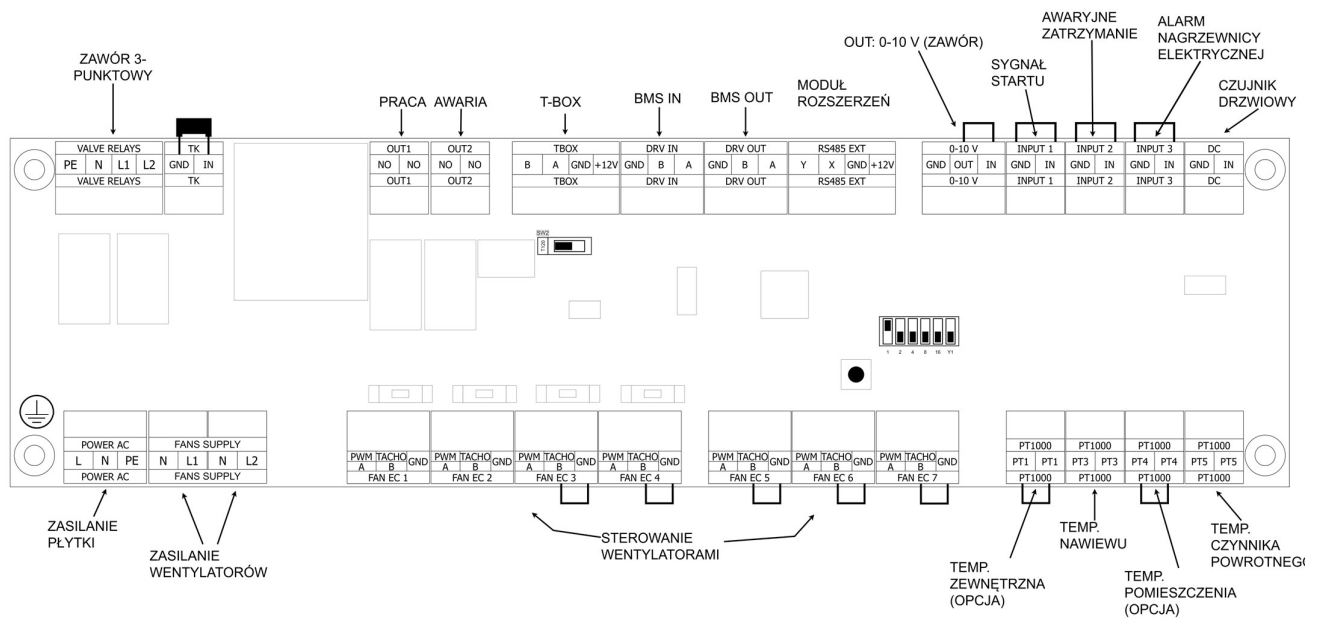 AWARYJNE
ZATRZYMANIE
ALARM
NAGRZEWNICY
ELEKTRYCZNEJ
OUT: 0-10 V (ZAWÓR)
ZAWÓR 3-
PUNKTOWY
SYGNAŁ
STARTU
MODUŁ
ROZSZERZEŃ
CZUJNIK
DRZWIOWY
PRACA AWARIA
T-BOX
BMS IN
BMS OUT
VALVE RELAYS TK OUT1 OUT2 TBOX DRV IN DRV OUT RS485 EXT 0-10 V INPUT 1 INPUT 2 INPUT 3 DC
PE N L1 L2 GND IN NO NO NO NO B A GND +12V GND B A GND B A Y X GND +12V GND OUT IN GND IN GND IN GND IN GND IN
VALVE RELAYS TK OUT1 OUT2 TBOX DRV IN DRV OUT RS485 EXT 0-10 V INPUT 1 INPUT 2 INPUT 3 DC
SW2
T120
1 2 4 8 16 Y1
POWER AC FANS SUPPLY PT1000 PT1000 PT1000 PT1000
L N PE N L1 N L2 PWM TACHO GND PWM TACHO GND PWM TACHO GND PWM TACHO GND PWM TACHO GND PWM TACHO GND PWM TACHO GND PT1 PT1 PT3 PT3 PT4 PT4 PT5 PT5
A B A B A B A B A B A B A B
POWER AC FANS SUPPLY FAN EC 1 FAN EC 2 FAN EC 3 FAN EC 4 FAN EC 5 FAN EC 6 FAN EC 7 PT1000 PT1000 PT1000 PT1000
ZASILANIE
PŁYTKI
ZASILANIE
WENTYLATORÓW
STEROWANIE
WENTYLATORAMI
TEMP.
ZEWNĘTRZNA
(OPCJA)
TEMP.
NAWIEWU
TEMP.
POMIESZCZENIA
(OPCJA)
TEMP.
CZYNNIKA
POWROTNEGO